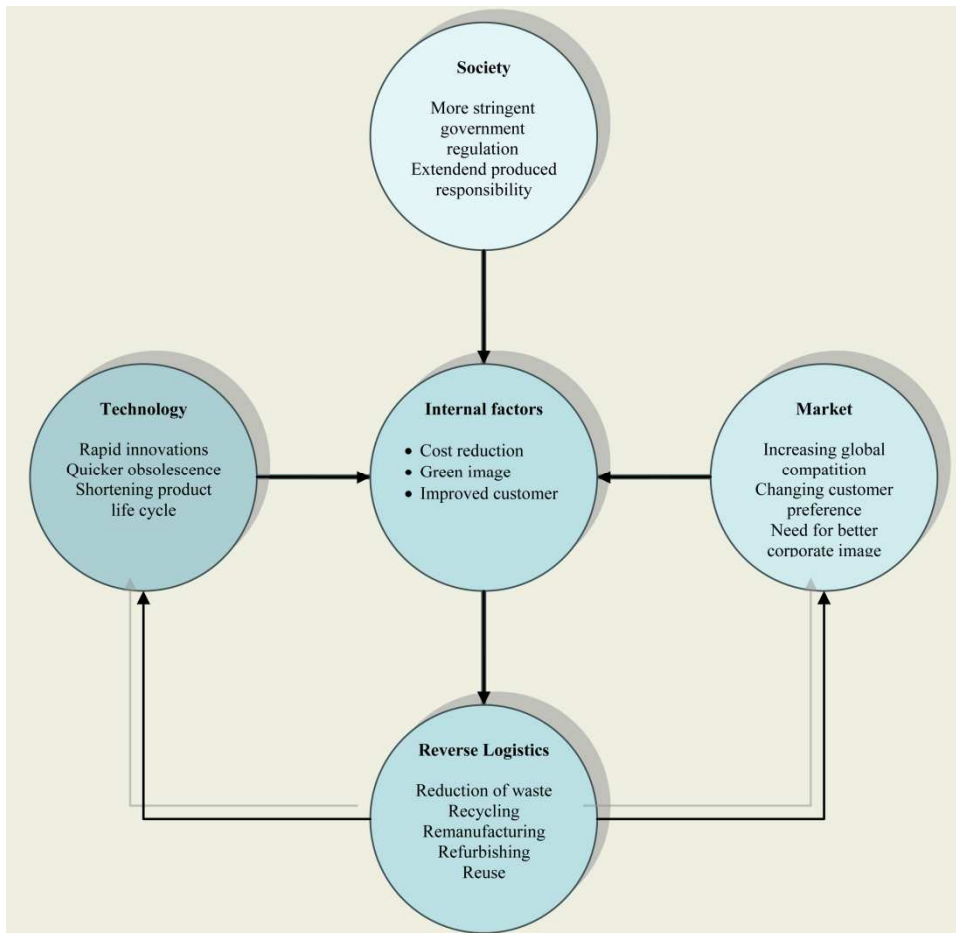 Society
More stringent
government
regulation
Extendend produced
responsibility
Technology
Rapid innovations
Quicker obsolescence
Shortening product
life cycle
Internal factors
• Cost reduction
• Green image
• Improved customer
Market
Increasing global
compatition
Changing customer
preference
Need for better
corporate image
Reverse Logistics
Reduction of waste
Recycling
Remanufacturing
Refurbishing
Reuse